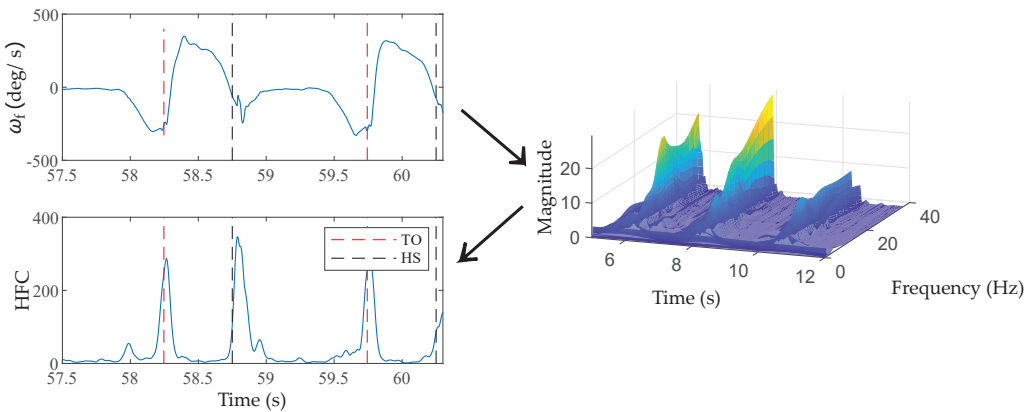 500
0
-500
ω_f (deg/ s)
57.5 58 58.5 59 59.5 60
400
200
0
HFC
TO
HS
57.5 58 58.5 59 59.5 60
Time (s)
20
10
0
Magnitude
6 8 10 12
Time (s)
0 20 40
Frequency (Hz)